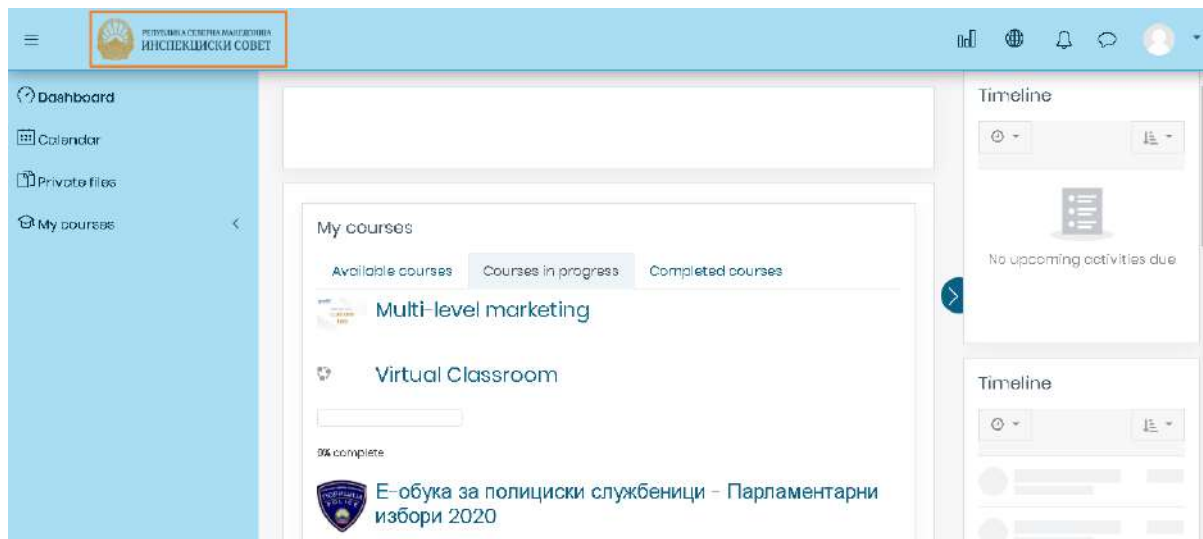 РЕПУБЛИКА СЕВЕРНА МАКЕДОНИЈА
ИНСПЕКЦИСКИ СОВЕТ
Dashboard
Calendar
Private files
My courses
My courses
Available courses
Courses in progress
Completed courses
Multi-level marketing
Virtual Classroom
0% complete
Е-обука за полициски службеници - Парламентарни
избори 2020
Timeline
No upcoming activities due
Timeline